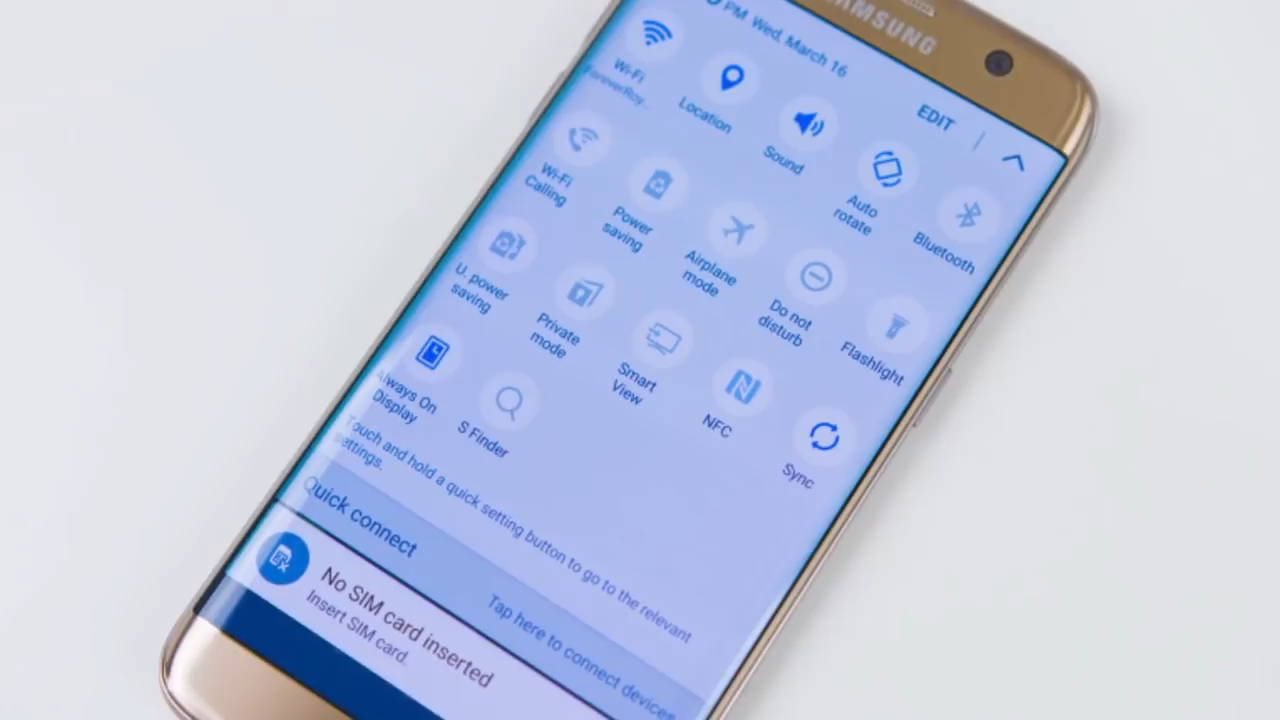 SAMSUNG
PM Wed, March 16
EDIT
Wi-Fi
Location
Sound
Auto
rotate
Bluetooth
Wi-Fi
Calling
Power
saving
Airplane
mode
Do not
disturb
Flashlight
U. power
saving
Private
mode
Smart
View
NFC
Sync
Always On
Display
S Finder
Touch and hold a quick setting button to go to the relevant
settings.
Quick connect
Tap here to connect devices
No SIM card inserted
Insert SIM card.